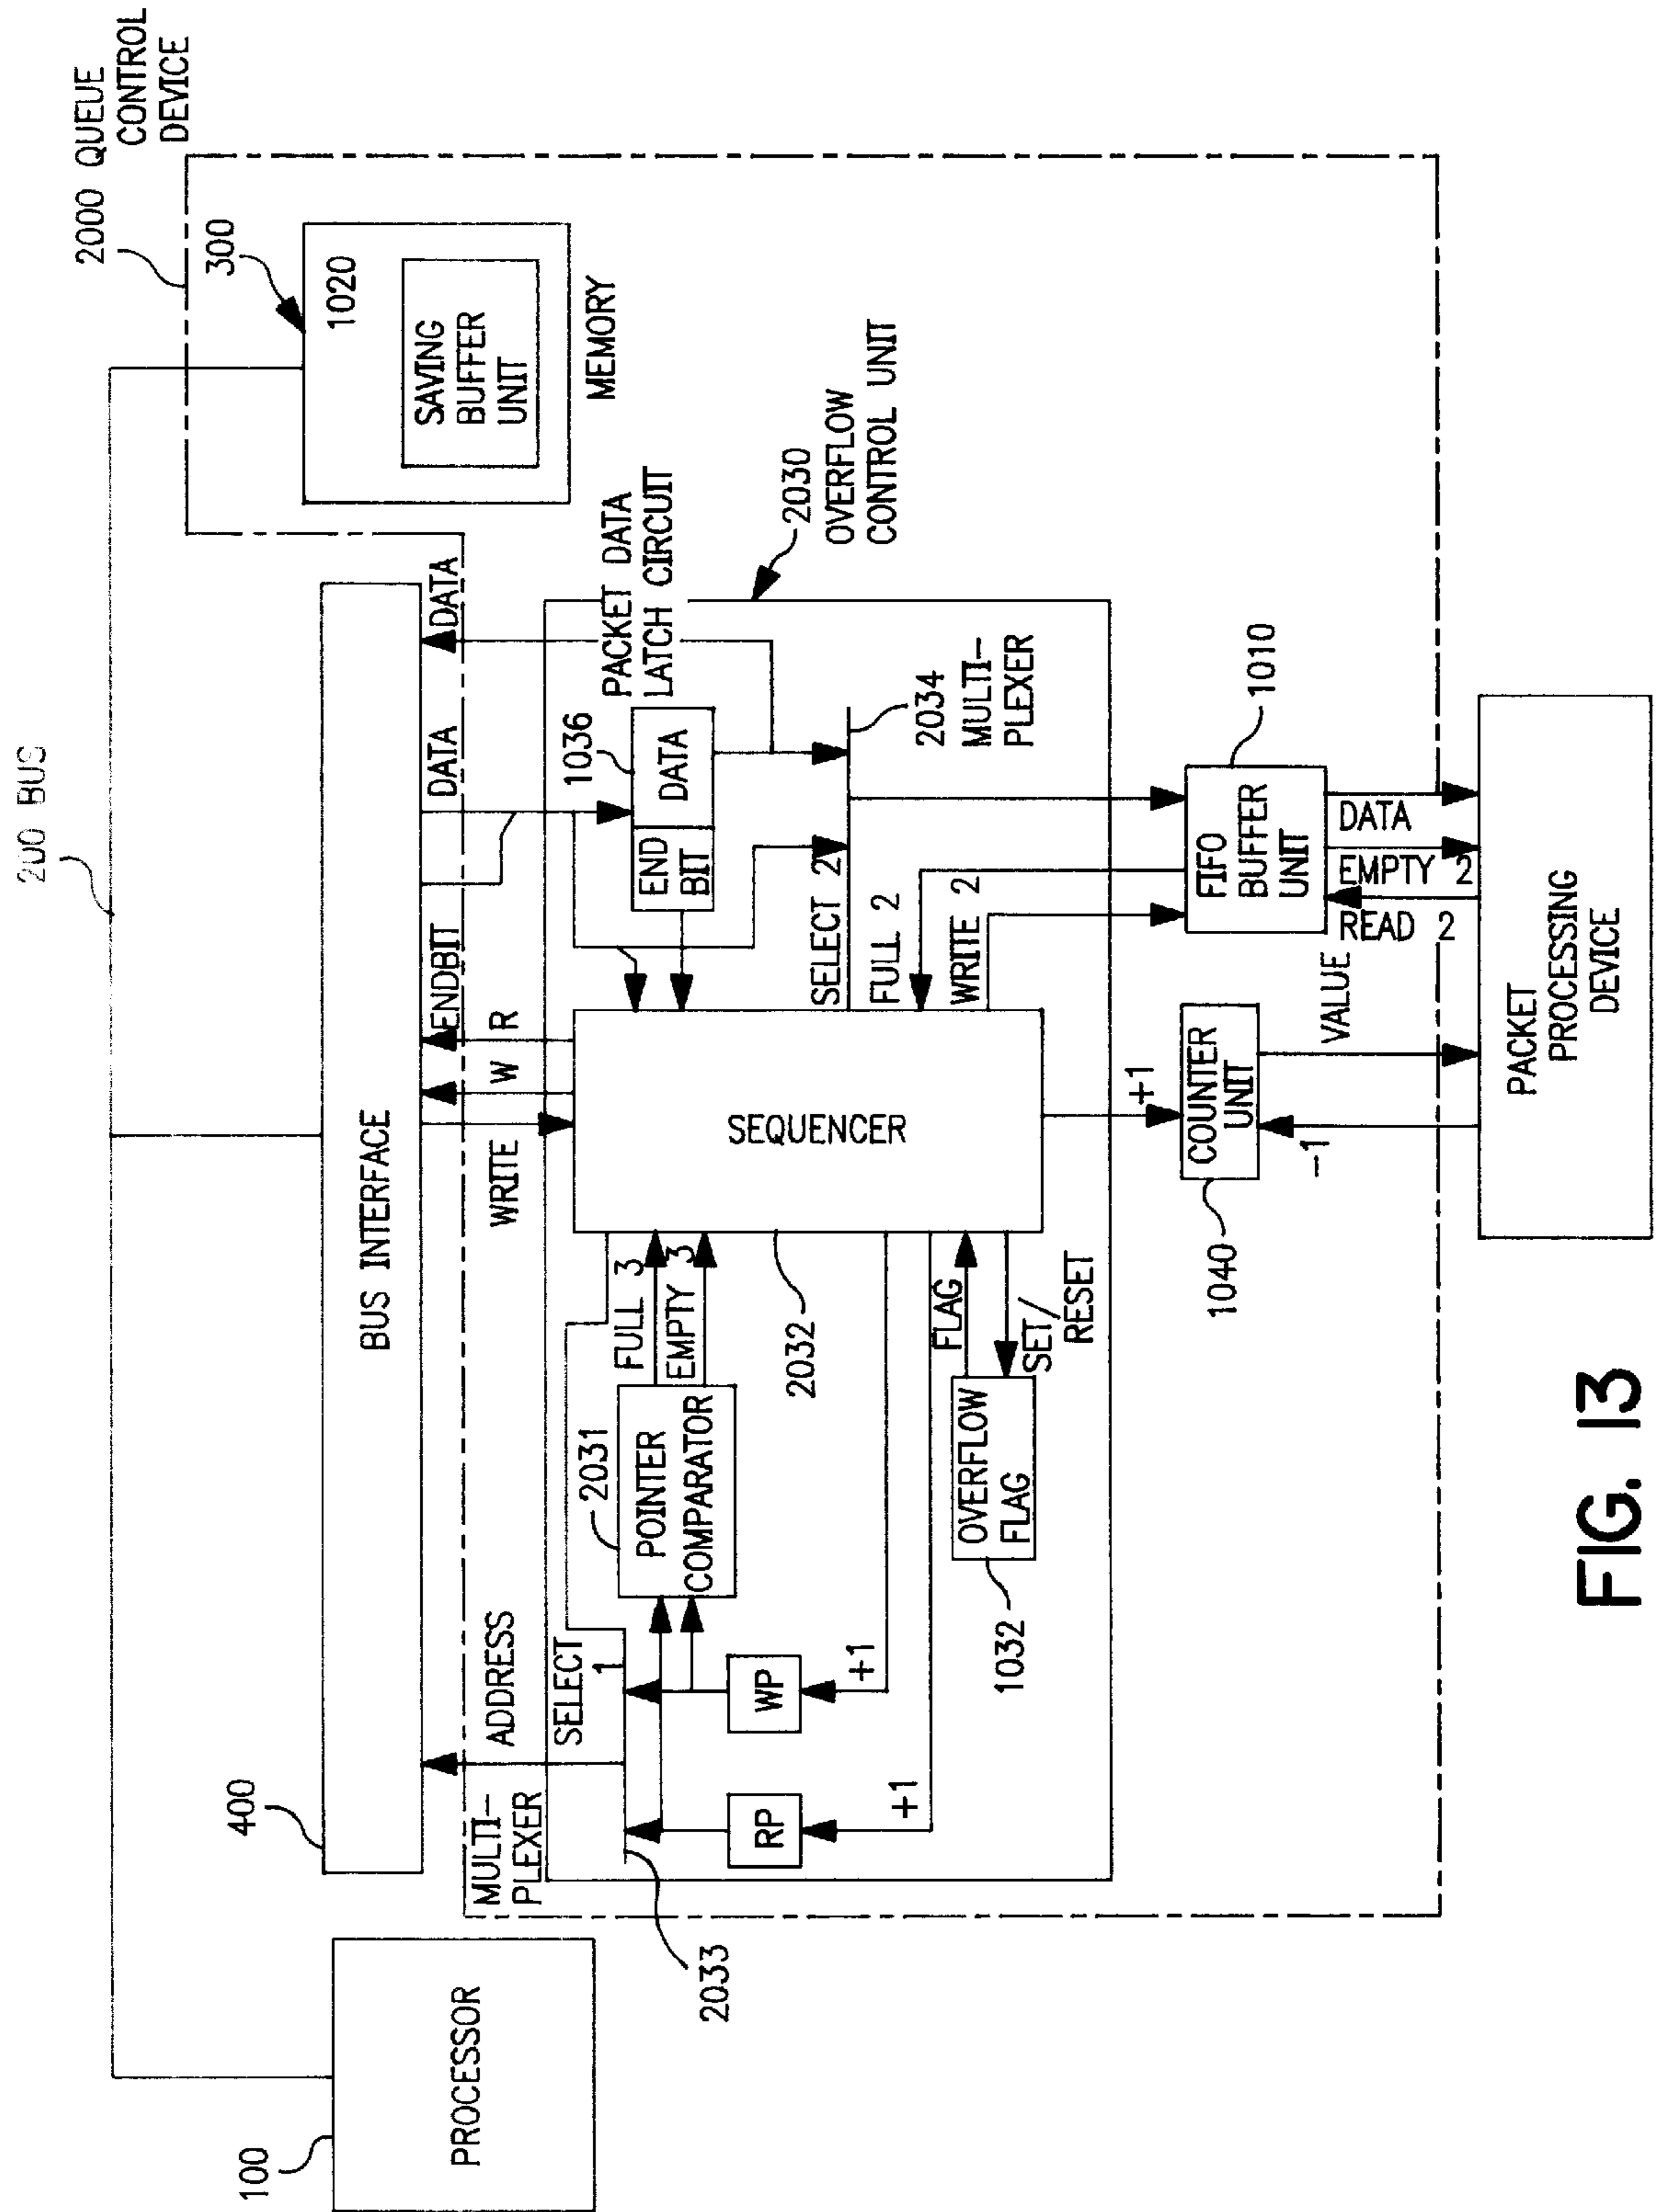 200 BUS
2000 QUEUE
CONTROL
DEVICE
100
PROCESSOR
400
BUS INTERFACE
300
1020
SAVING
BUFFER
UNIT
MEMORY
MULTI-
PLEXER
ADDRESS
WRITE
W
R
ENDBIT
DATA
DATA
2033
SELECT
1
2031
POINTER
COMPARATOR
FULL 3
EMPTY 3
RP
WP
+1
+1
2032
SEQUENCER
FLAG
SET/
RESET
OVERFLOW
FLAG
1032
1036
END
BIT
DATA
PACKET DATA
LATCH CIRCUIT
2030
OVERFLOW
CONTROL UNIT
SELECT 2
FULL 2
WRITE 2
2034
MULTI-
PLEXER
+1
1040
COUNTER
UNIT
-1
VALUE
1010
FIFO
BUFFER
UNIT
DATA
EMPTY 2
READ 2
PACKET
PROCESSING
DEVICE
FIG. 13